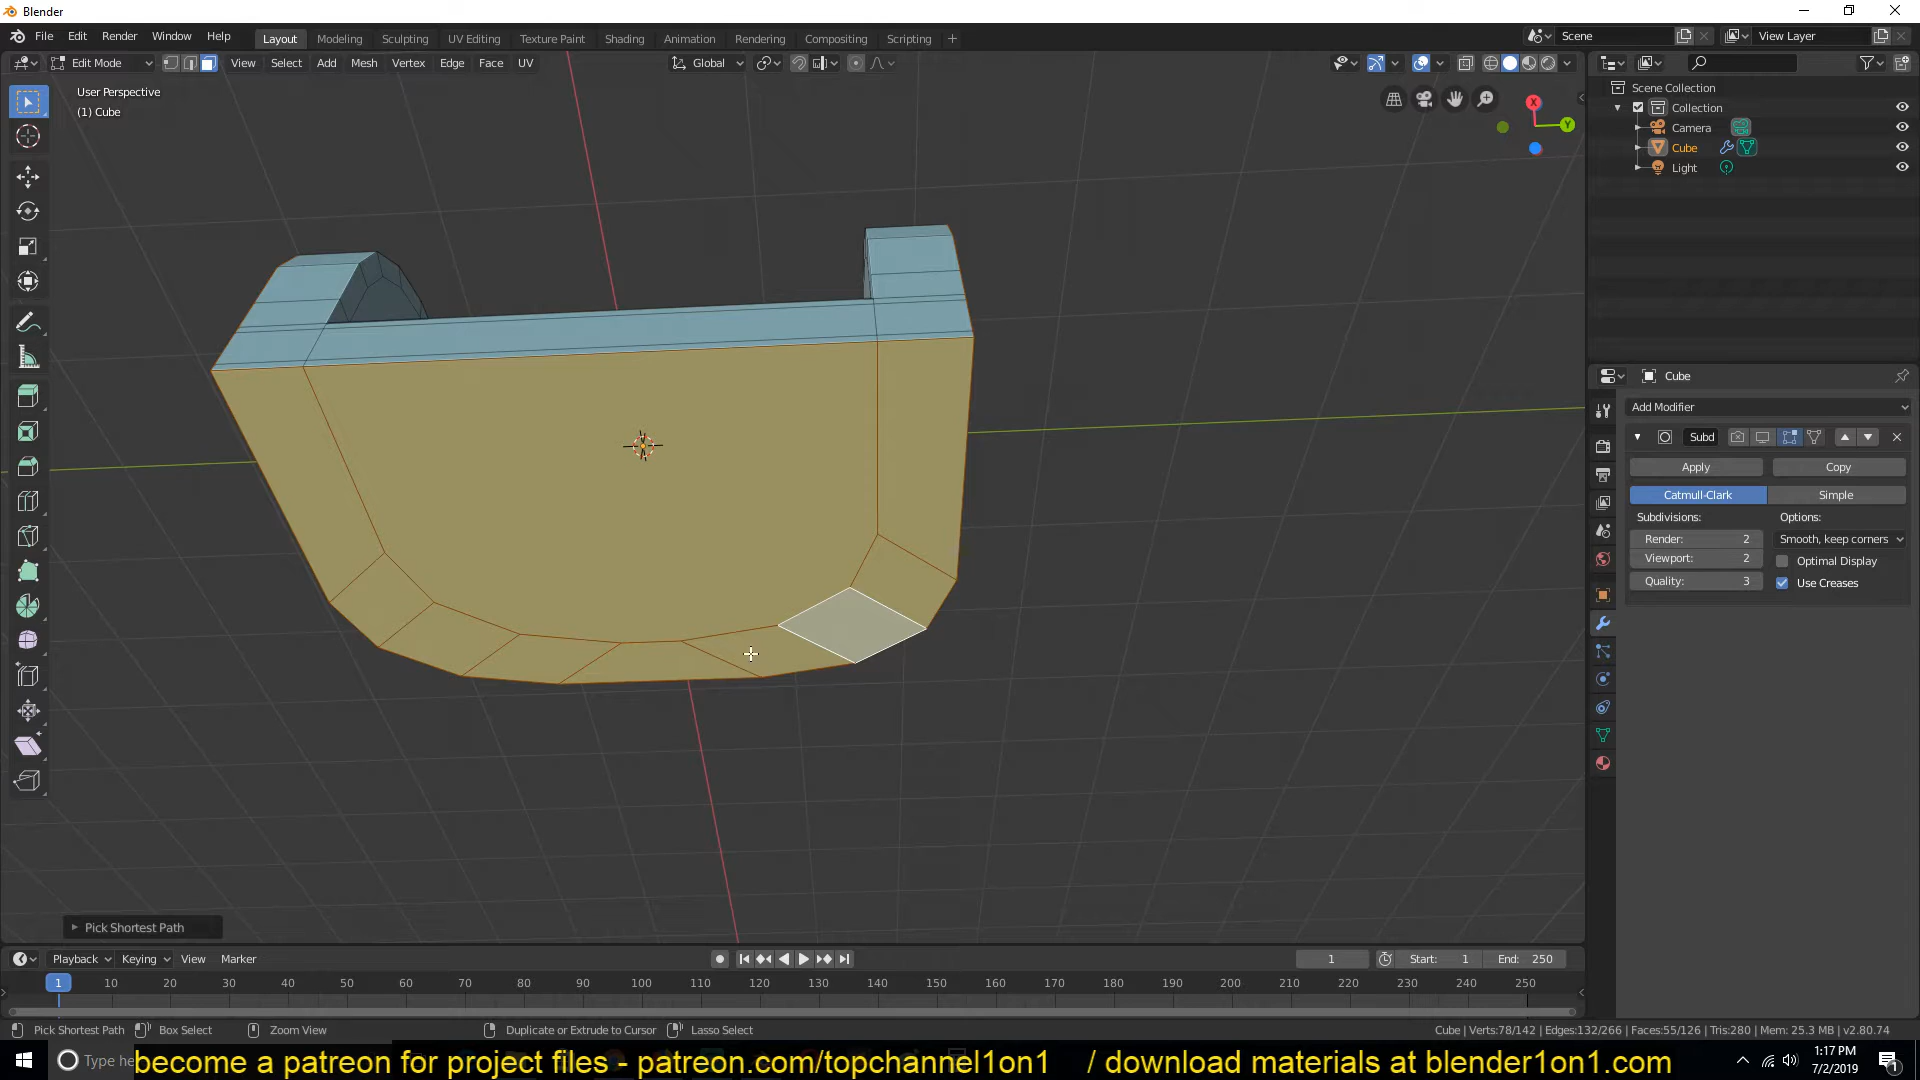 Blender
File Edit Render Window Help
Layout Modeling Sculpting UV Editing Texture Paint Shading Animation Rendering Compositing Scripting
Scene
View Layer
Edit Mode
View Select Add Mesh Vertex Edge Face UV
Global
User Perspective
(1) Cube
X
Y
Scene Collection
Collection
Camera
Cube
Light
Cube
Add Modifier
Subd
Apply Copy
Catmull-Clark Simple
Subdivisions: Options:
Render: 2 Smooth, keep corners
Viewport: 2 Optimal Display
Quality: 3 Use Creases
Pick Shortest Path
Playback Keying View Marker
1 Start: 1 End: 250
1 10 20 30 40 50 60 70 80 90 100 110 120 130 140 150 160 170 180 190 200 210 220 230 240 250
Pick Shortest Path Box Select Zoom View Duplicate or Extrude to Cursor Lasso Select
Cube | Verts:78/142 | Edges:132/266 | Faces:55/126 | Tris:280 | Mem: 25.3 MB | v2.80.74
Type he
become a patreon for project files - patreon.com/topchannel1on1 / download materials at blender1on1.com
1:17 PM
7/2/2019
1